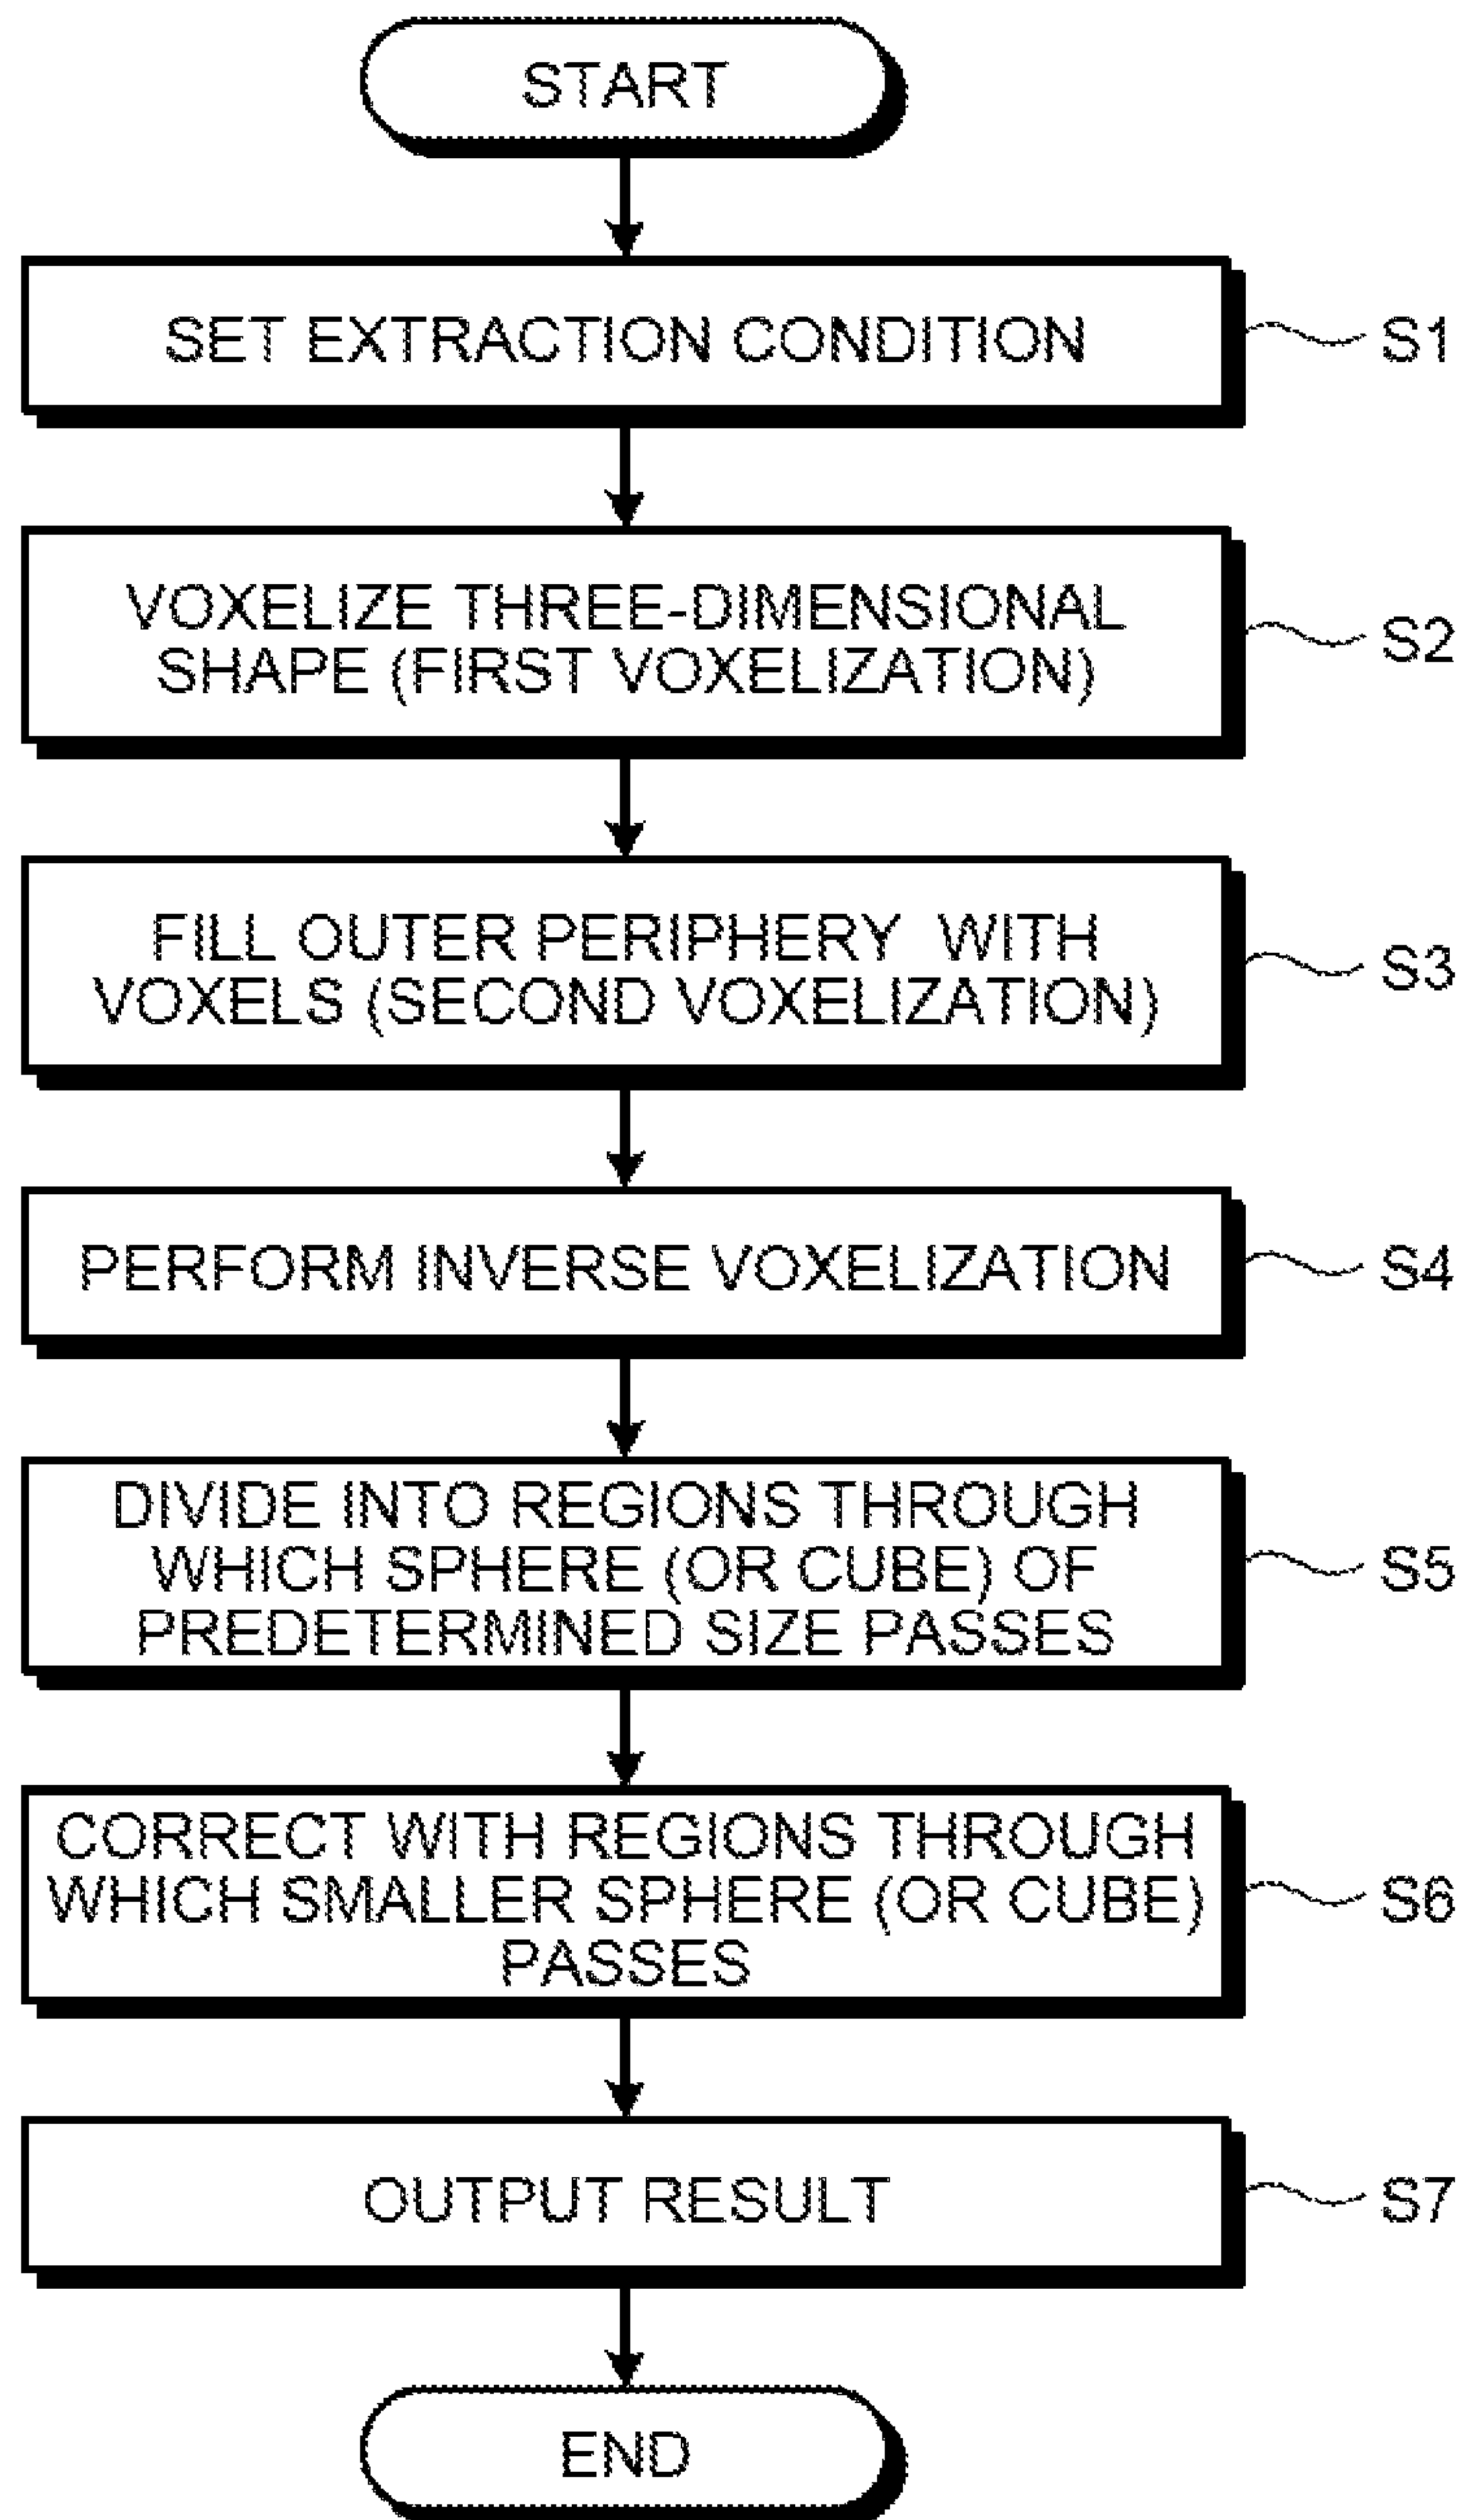 START
SET EXTRACTION CONDITION
S1
VOXELIZE THREE-DIMENSIONAL
SHAPE (FIRST VOXELIZATION)
S2
FILL OUTER PERIPHERY WITH
VOXELS (SECOND VOXELIZATION)
S3
PERFORM INVERSE VOXELIZATION
S4
DIVIDE INTO REGIONS THROUGH
WHICH SPHERE (OR CUBE) OF
PREDETERMINED SIZE PASSES
S5
CORRECT WITH REGIONS THROUGH
WHICH SMALLER SPHERE (OR CUBE)
PASSES
S6
OUTPUT RESULT
S7
END